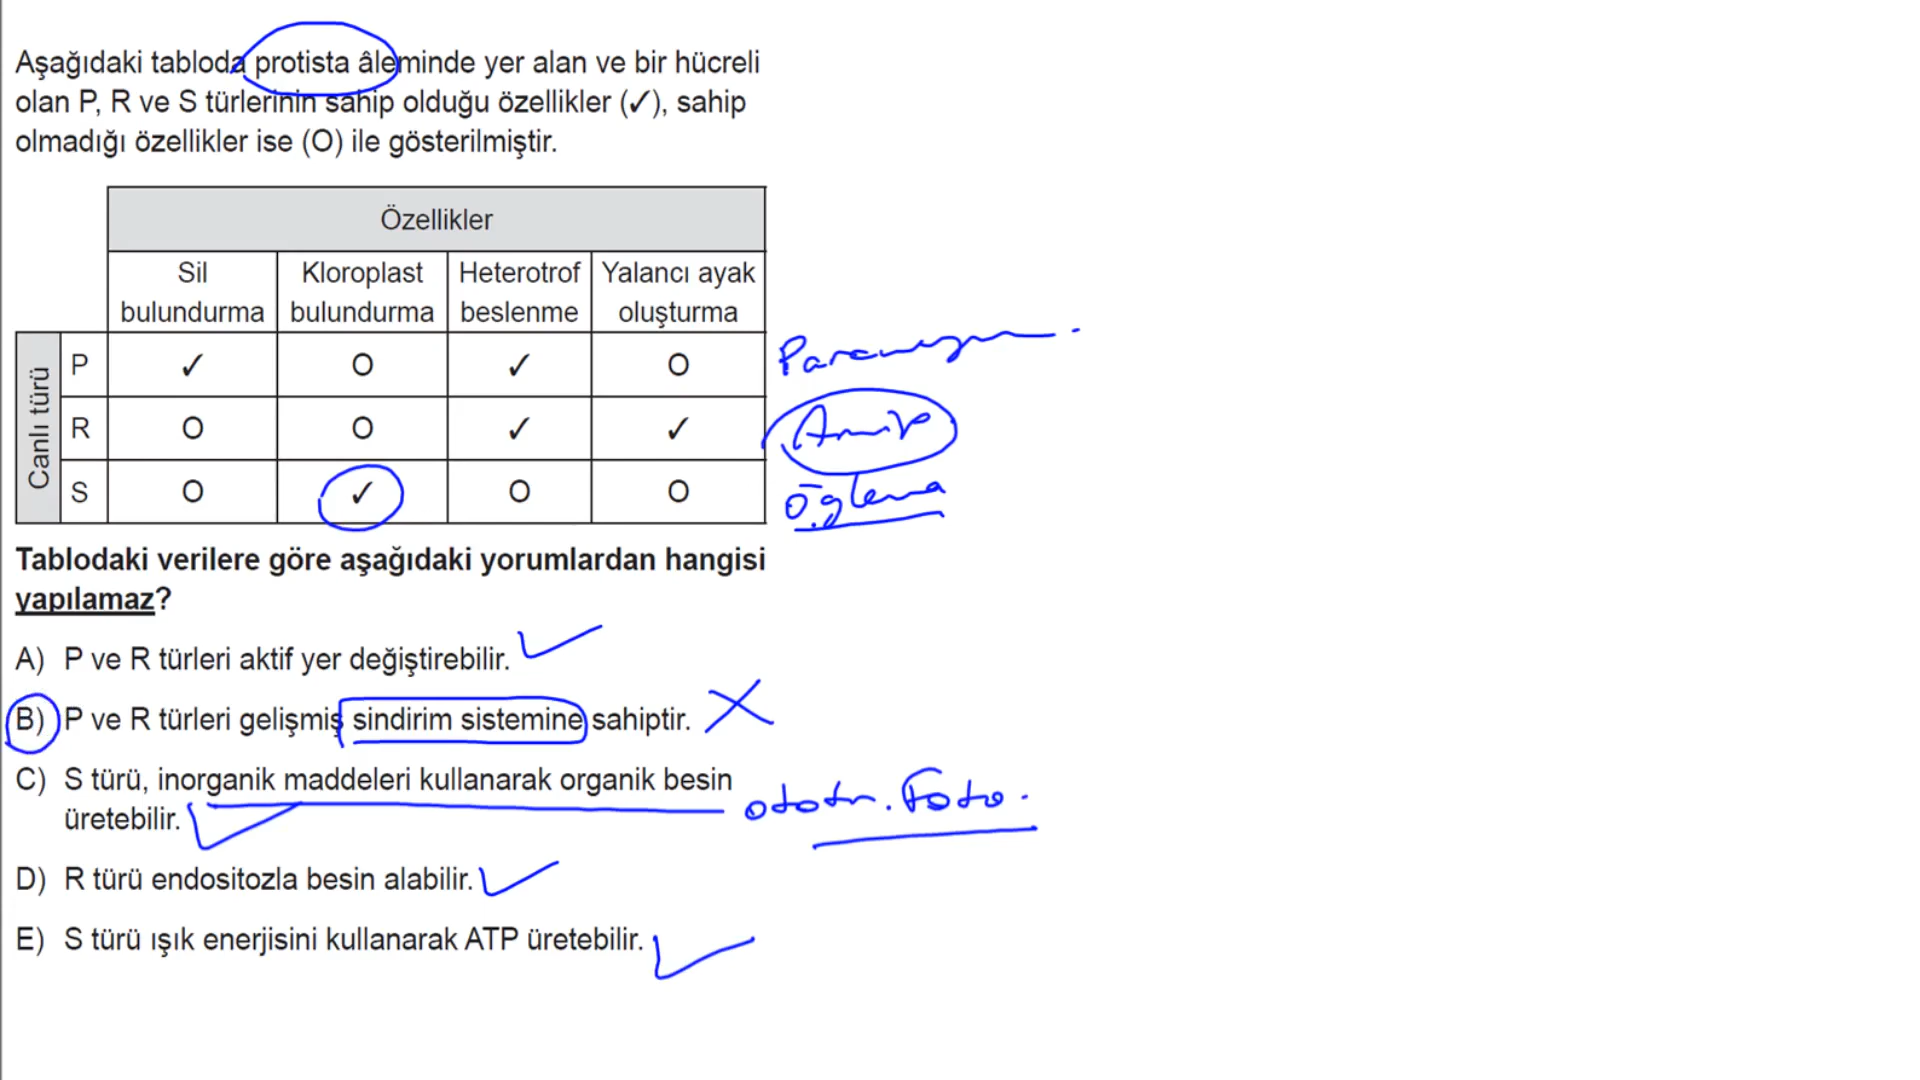 Aşağıdaki tabloda protista âleminde yer alan ve bir hücreli
olan P, R ve S türlerinin sahip olduğu özellikler (✓), sahip
olmadığı özellikler ise (O) ile gösterilmiştir.
Özellikler
Sil bulundurma
Kloroplast bulundurma
Heterotrof beslenme
Yalancı ayak oluşturma
Canlı türü
P ✓ O ✓ O
R O O ✓ ✓ Amip
S O ✓ O O öglena
Tablodaki verilere göre aşağıdaki yorumlardan hangisi
yapılamaz?
A) P ve R türleri aktif yer değiştirebilir.
B) P ve R türleri gelişmiş sindirim sistemine sahiptir.
C) S türü, inorganik maddeleri kullanarak organik besin
üretebilir. ototr. Foto.
D) R türü endositozla besin alabilir.
E) S türü ışık enerjisini kullanarak ATP üretebilir.